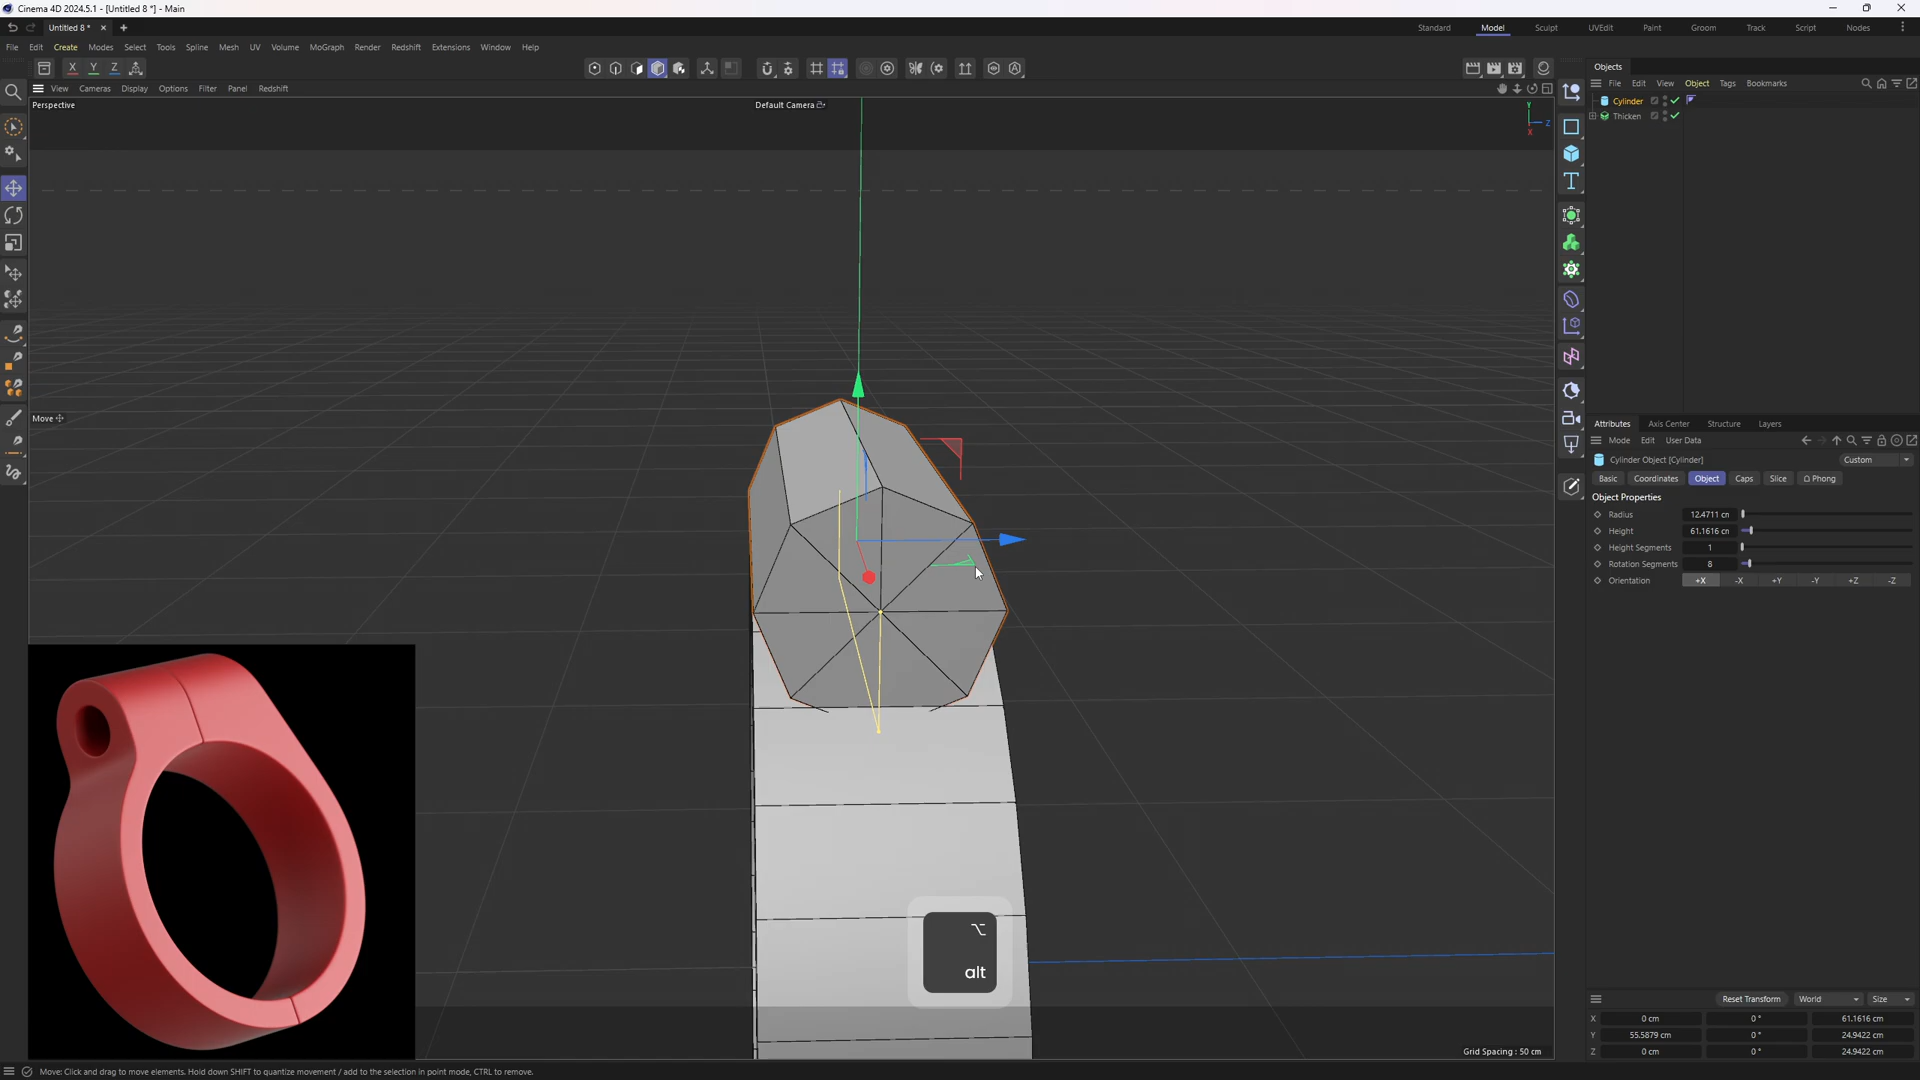 Cinema 4D 2024.5.1 - [Untitled 8 *] - Main
Untitled 8 *
Standard Model Sculpt UVEdit Paint Groom Track Script Nodes
File Edit Create Modes Select Tools Spline Mesh UV Volume MoGraph Render Redshift Extensions Window Help
X Y Z
View Cameras Display Options Filter Panel Redshift
Perspective
Default Camera
Y
Z
X
Move
Objects
File Edit View Object Tags Bookmarks
Cylinder
Thicken
Attributes Axis Center Structure Layers
Mode Edit User Data
Cylinder Object [Cylinder]
Custom
Basic Coordinates Object Caps Slice Phong
Object Properties
Radius 12.4711 cm
Height 61.1616 cm
Height Segments 1
Rotation Segments 8
Orientation +X -X +Y -Y +Z -Z
alt
Grid Spacing : 50 cm
Reset Transform World Size
X 0 cm 0 ° 61.1616 cm
Y 55.5879 cm 0 ° 24.9422 cm
Z 0 cm 0 ° 24.9422 cm
Move: Click and drag to move elements. Hold down SHIFT to quantize movement / add to the selection in point mode, CTRL to remove.